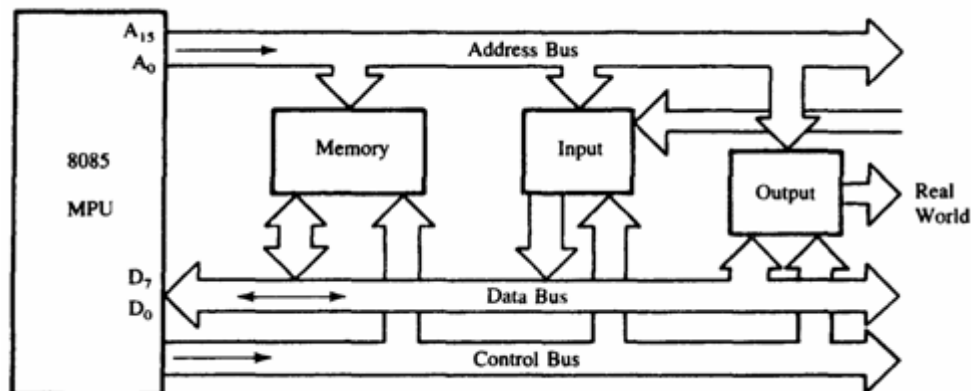 A15
Address Bus
A0
8085
MPU
Memory
Input
Output
Real
World
D7
Data Bus
D0
Control Bus